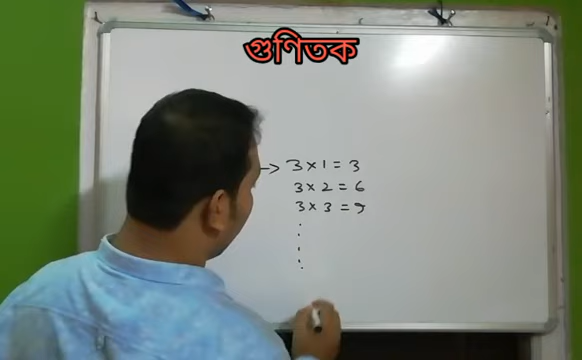 গুণিতক
→ 3 × 1 = 3
3 × 2 = 6
3 × 3 = 9